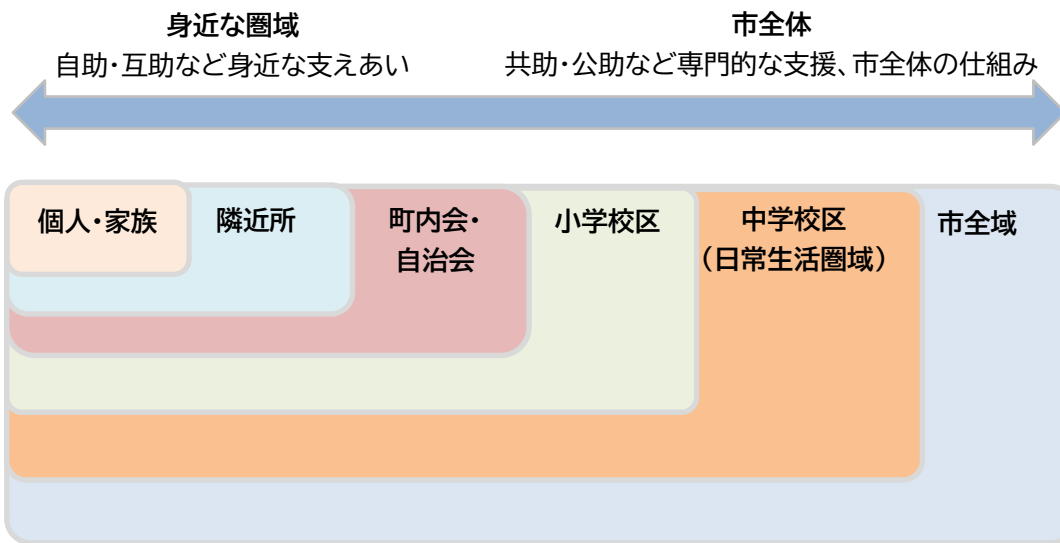 身近な圏域
市全体
自助・互助など身近な支えあい
共助・公助など専門的な支援、市全体の仕組み
個人・家族
隣近所
町内会・
自治会
小学校区
中学校区
（日常生活圏域）
市全域